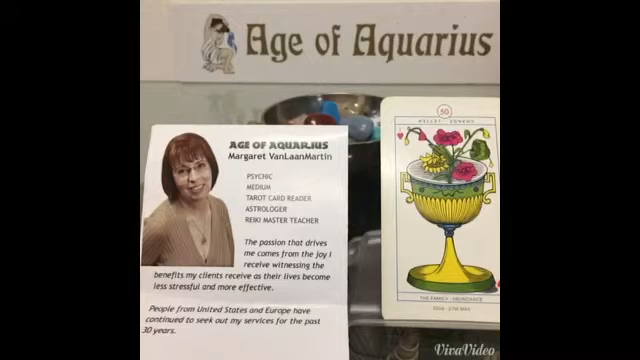 Age of Aquarius
AGE OF AQUARIUS
Margaret VanLaanMartin
PSYCHIC
MEDIUM
TAROT CARD READER
ASTROLOGER
REIKI MASTER TEACHER
The passion that drives
me comes from the joy I
receive witnessing the
benefits my clients receive as their lives become
less stressful and more effective.
People from United States and Europe have
continued to seek out my services for the past
30 years.
50
THE FAMILY - ABUNDANCE
VivaVideo